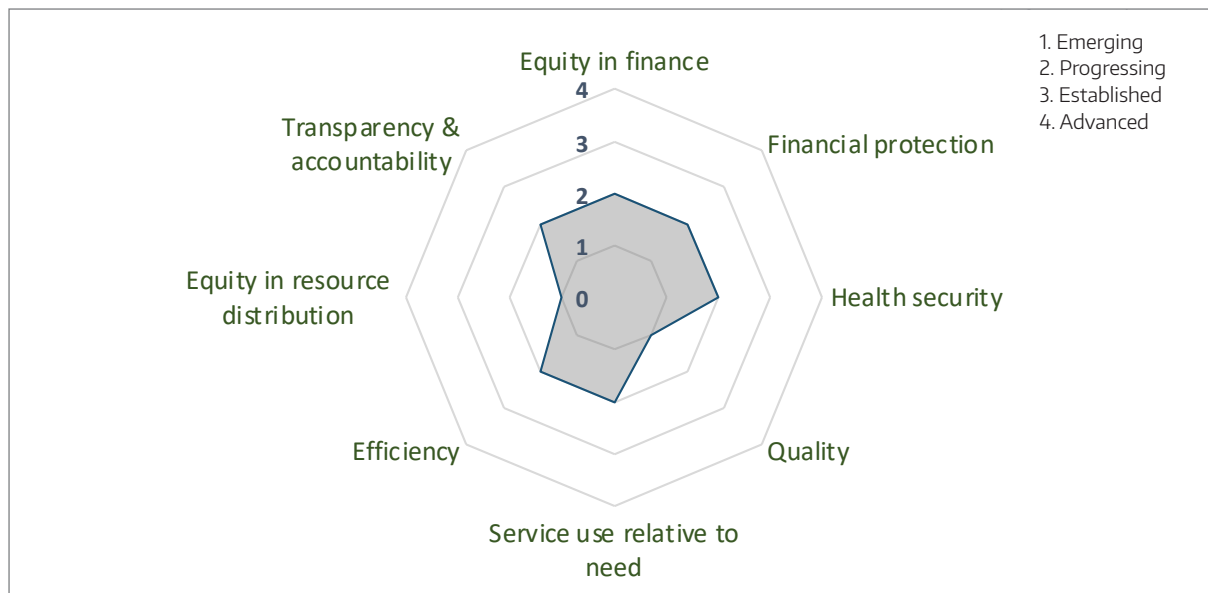 1. Emerging
2. Progressing
3. Established
4. Advanced
Equity in finance
4
Transparency &
accountability
Financial protection
3
2
1
Equity in resource
distribution
0
Health security
Efficiency
Quality
Service use relative to
need